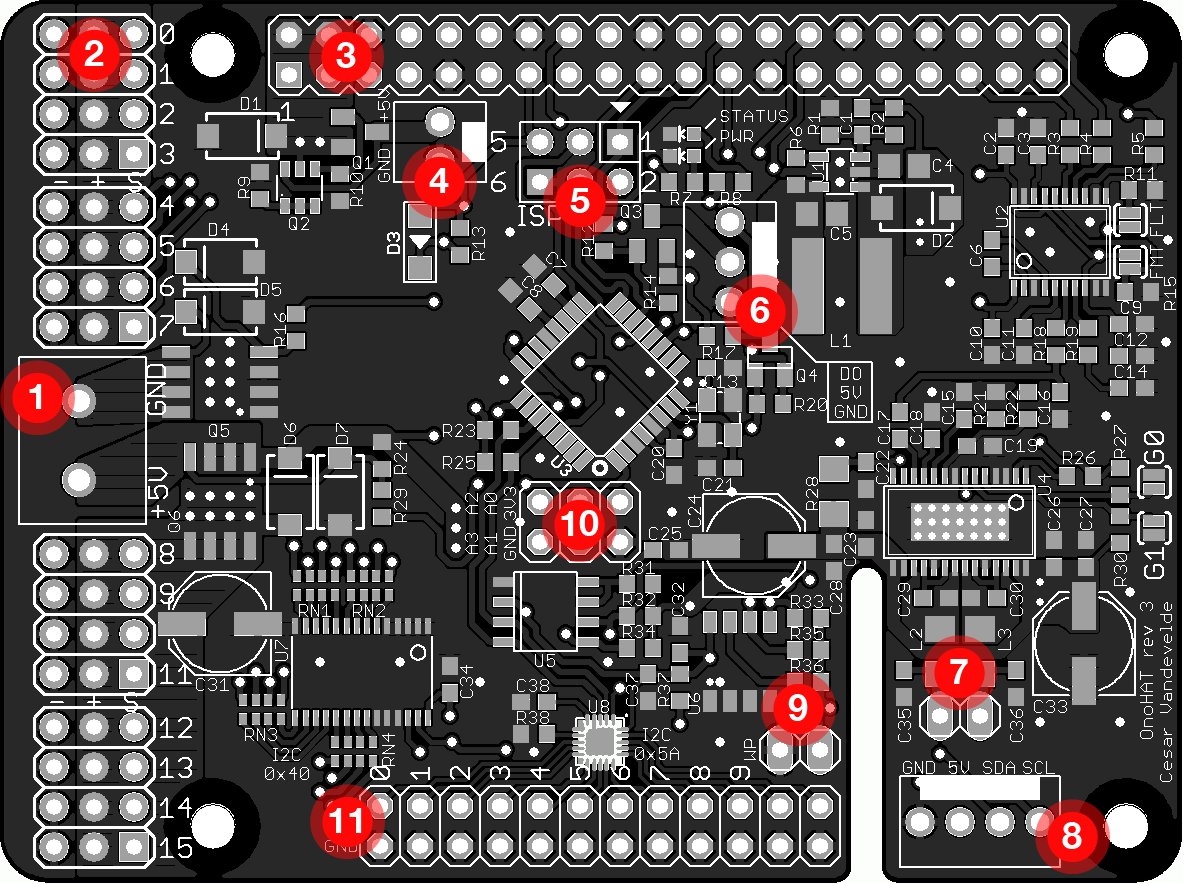 0
2
3
1
2
3
- + S
D1
1
+5V
GND
5
1
6
2
4
5
ISP
STATUS
PWR
R6
R1
C1
R2
C2
C3
R3
R4
R5
R9
Q2
R10
Q1
D3
R13
Q3
R12
R7
R8
U1
C4
C5
D2
U2
R11
FLT
FMT
R15
4
5
6
7
D4
D5
R16
R14
6
L1
C6
C9
C10
C11
R18
R19
C12
C14
R17
C13
Q4
R20
Y1
DO
5V
GND
1
GND
+5V
Q5
Q6
D6
D7
R24
R29
R23
R25
U3
C20
C21
C17
C18
C15
R21
R22
C16
C19
R27
R26
G0
G1
A2
A0
A3
A1
3V3
GND
10
C25
C24
R28
C22
C23
U4
C26
C27
R30
8
9
11
- + S
12
13
14
15
C31
RN1
RN2
U7
RN3
RN4
I2C
0x40
C34
U5
R31
R32
R34
C32
R33
R35
R36
C28
C37
R37
U6
C38
R38
U8
I2C
0x5A
C29
C30
L2
L3
7
C35
C36
C33
WP
9
OnoHAT rev 3
Cesar Vandevelde
GND 5V SDA SCL
8
0 1 2 3 4 5 6 7 8 9
11
GND